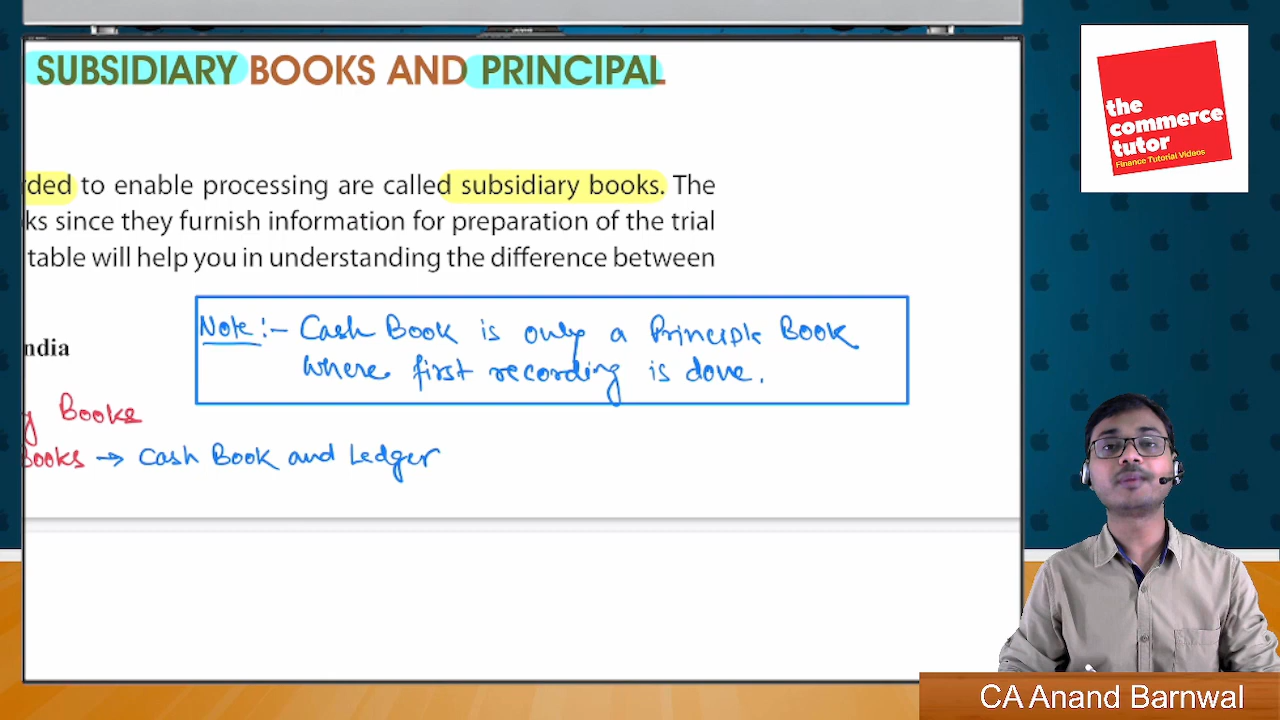 SUBSIDIARY BOOKS AND PRINCIPAL
the
commerce
tutor
Finance Tutorial Videos
ded to enable processing are called subsidiary books. The
ks since they furnish information for preparation of the trial
table will help you in understanding the difference between
Note:- Cash Book is only a Principle Book
where first recording is done.
ndia
y Books
Books → Cash Book and Ledger
CA Anand Barnwal